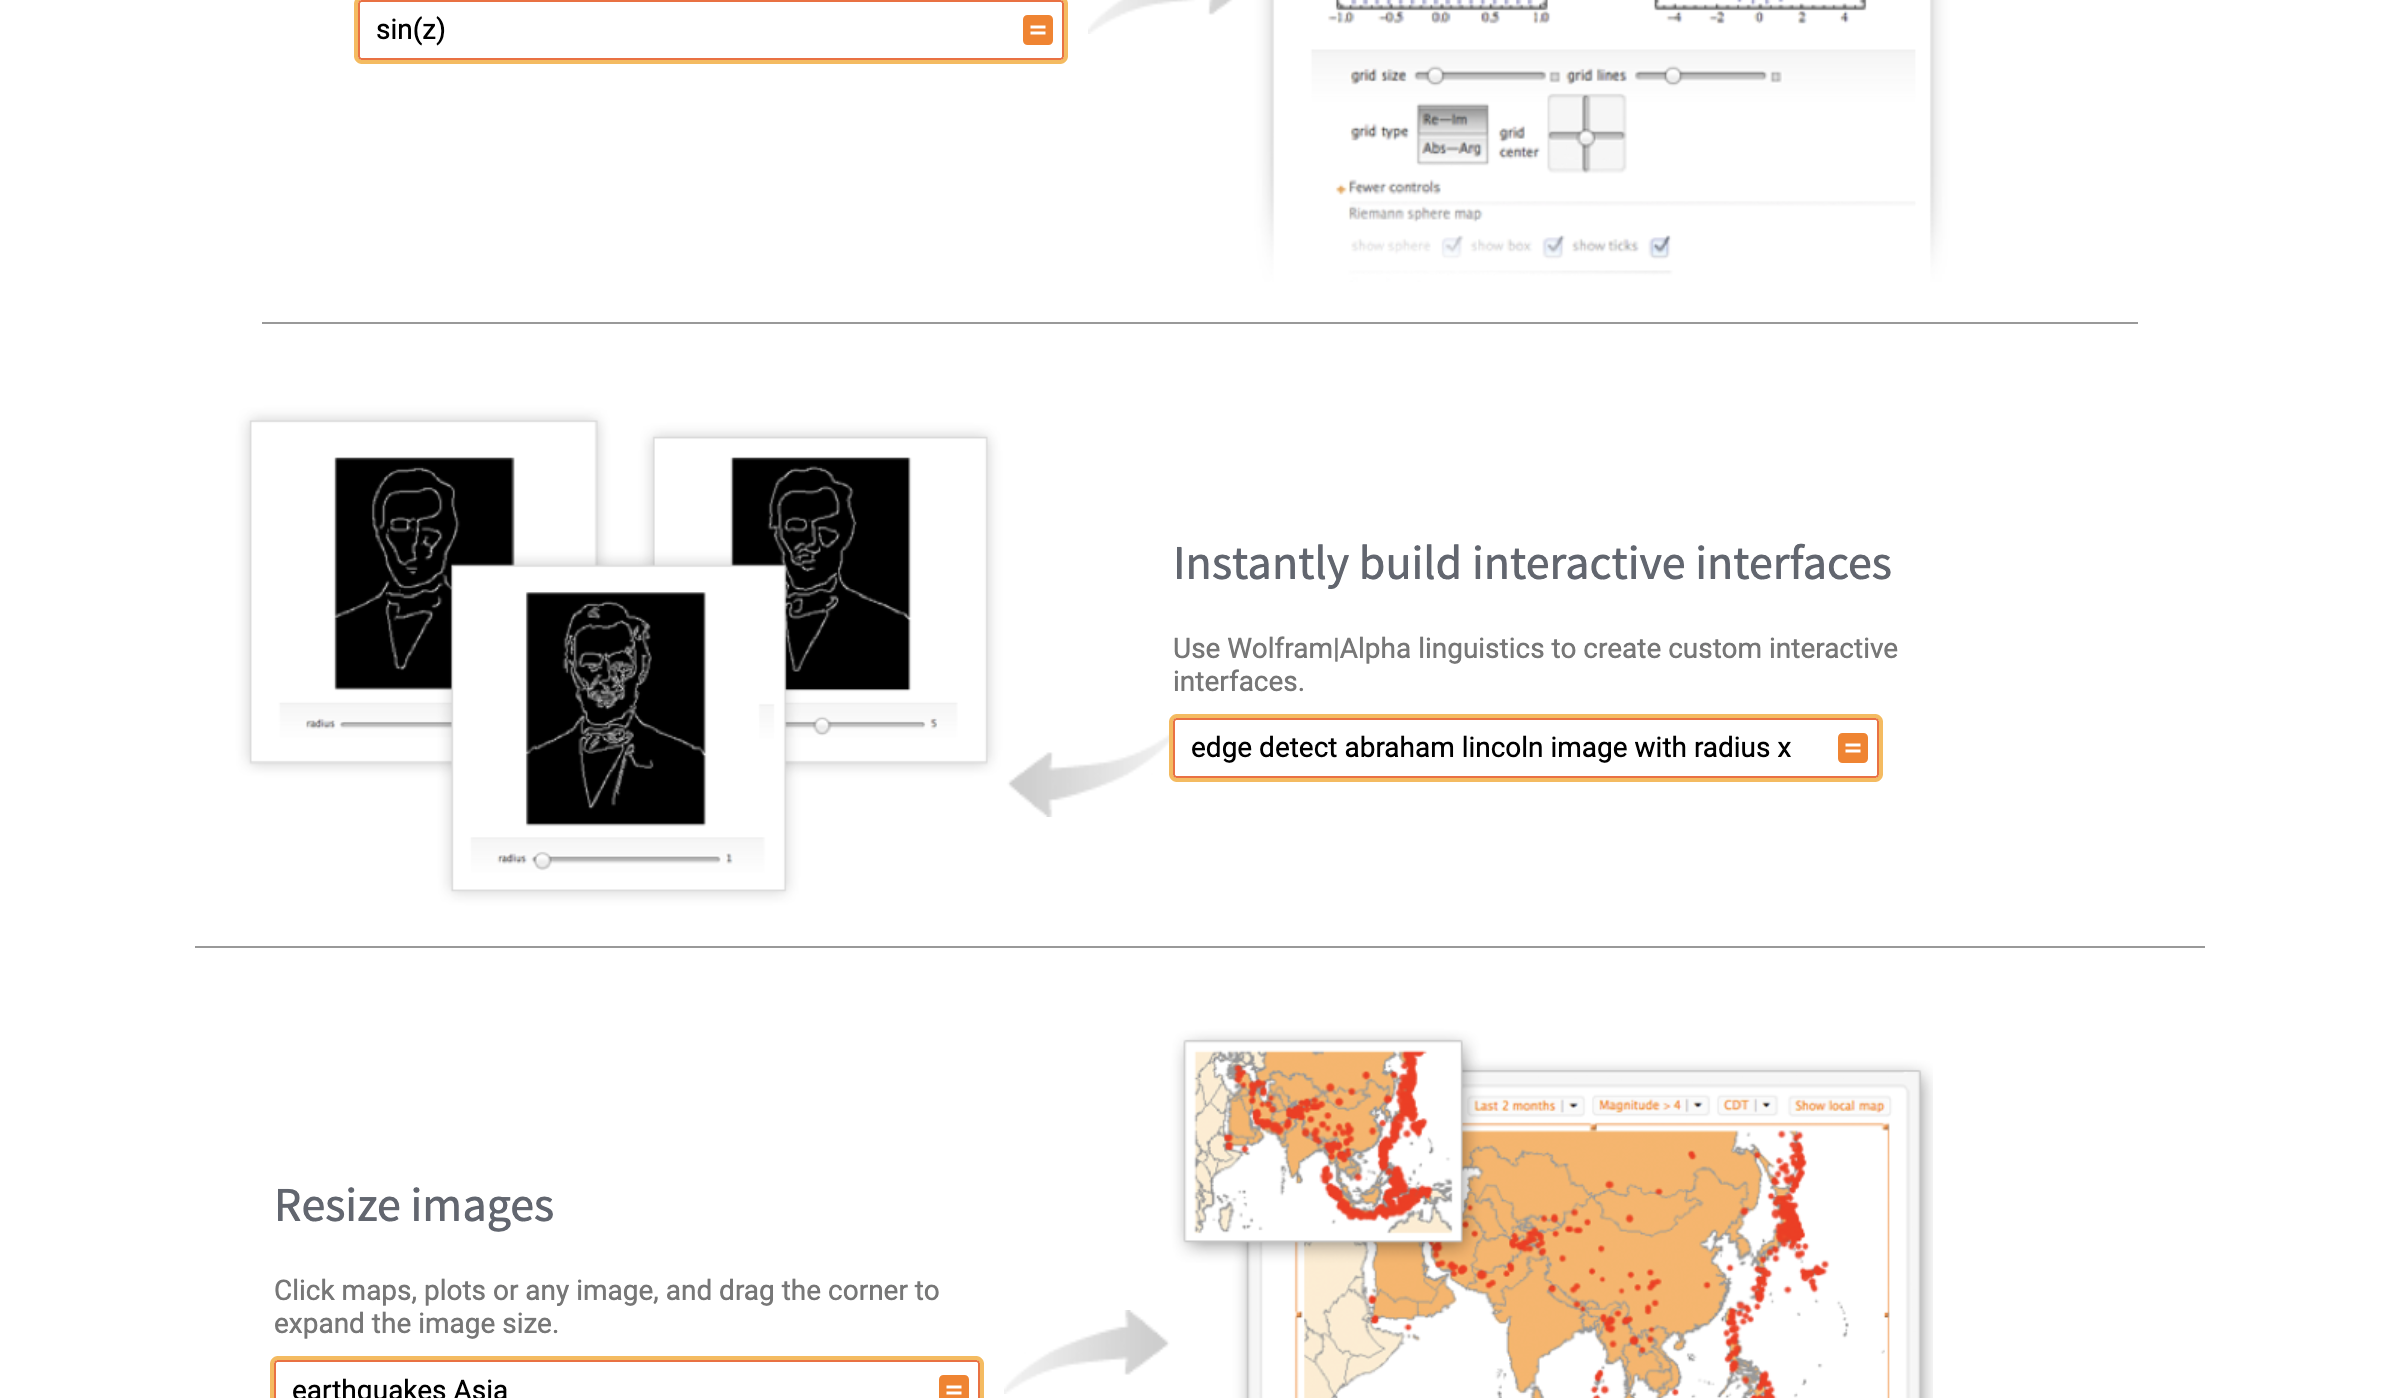 sin(z)
-1.0 -0.5 0.0 0.5 1.0
-4 -2 0 2 4
grid size grid lines
grid type Re—Im Abs—Arg grid center
Fewer controls
Riemann sphere map
show sphere show box show ticks
radius
5
radius 1
Instantly build interactive interfaces
Use Wolfram|Alpha linguistics to create custom interactive
interfaces.
edge detect abraham lincoln image with radius x
Resize images
Click maps, plots or any image, and drag the corner to
expand the image size.
earthquakes Asia
Last 2 months Magnitude > 4 CDT Show local map